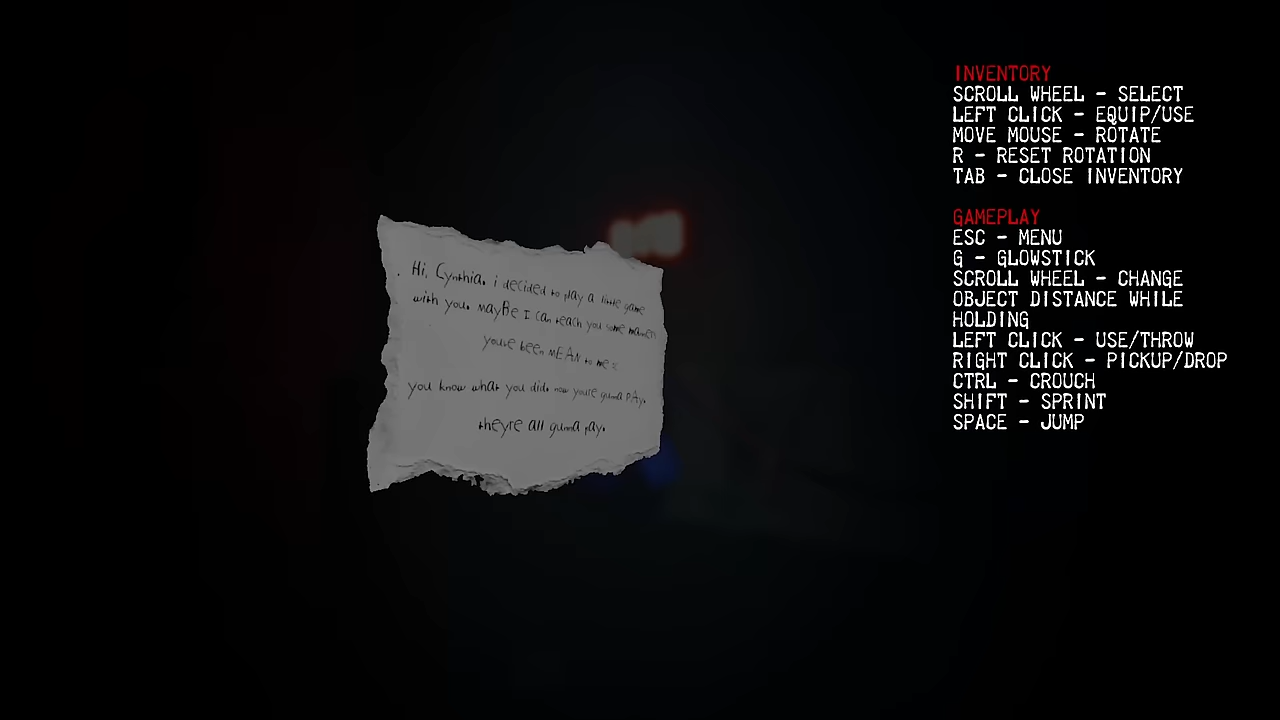 Hi, Cynthia. i decided to play a little game
with you. mayBe I can teach you some manners
you've been MEAN to me :(
you know what you did. now you're gunna PAy.
theyre all gunna pay.
INVENTORY
SCROLL WHEEL - SELECT
LEFT CLICK - EQUIP/USE
MOVE MOUSE - ROTATE
R - RESET ROTATION
TAB - CLOSE INVENTORY
GAMEPLAY
ESC - MENU
G - GLOWSTICK
SCROLL WHEEL - CHANGE
OBJECT DISTANCE WHILE
HOLDING
LEFT CLICK - USE/THROW
RIGHT CLICK - PICKUP/DROP
CTRL - CROUCH
SHIFT - SPRINT
SPACE - JUMP